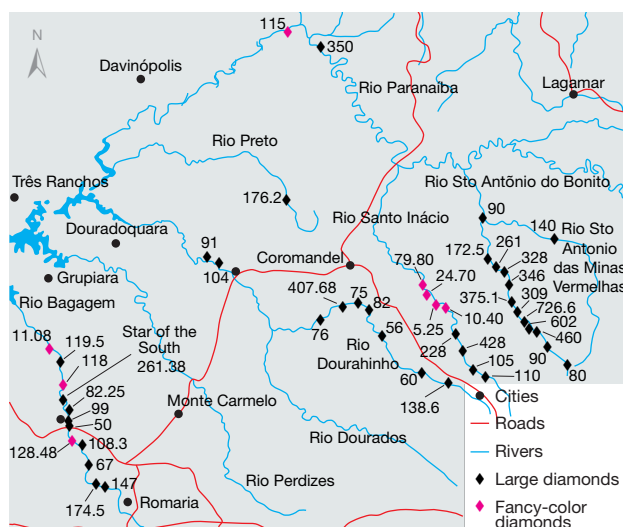 N
115
350
Davinópolis
Rio Paranaiba
Lagamar
Rio Preto
Três Ranchos
176.2
Rio Sto Antõnio do Bonito
90
140
Rio Sto
Antonio
das Minas
Vermelhas
Rio Santo Inácio
Douradoquara
91
104
Coromandel
79.80
24.70
172.5
261
328
346
309
375.1
726.6
602
460
90
80
Grupiara
Rio Bagagem
407.68
75
82
76
56
5.25
10.40
228
428
105
110
11.08
119.5
118
Star of the
South
261.38
82.25
99
50
Rio
Dourahinho
60
138.6
Monte Carmelo
128.48
108.3
67
147
174.5
Rio Dourados
Rio Perdizes
Romaria
Cities
Roads
Rivers
Large diamonds
Fancy-color
diamonds